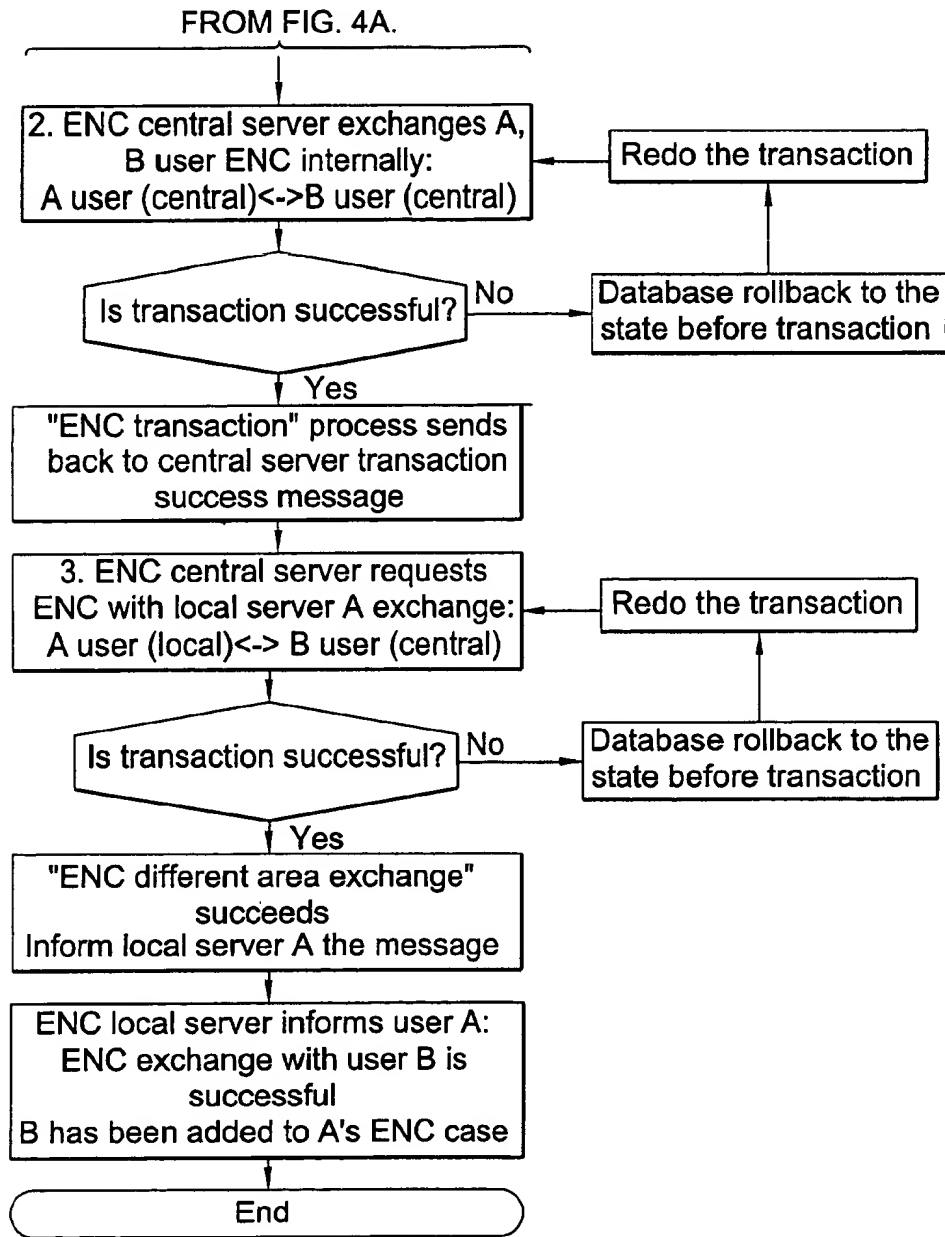 FROM FIG. 4A.
2. ENC central server exchanges A,
B user ENC internally:
A user (central)<->B user (central)
Redo the transaction
Is transaction successful?
No
Database rollback to the
state before transaction
Yes
"ENC transaction" process sends
back to central server transaction
success message
3. ENC central server requests
ENC with local server A exchange:
A user (local)<-> B user (central)
Redo the transaction
Is transaction successful?
No
Database rollback to the
state before transaction
Yes
"ENC different area exchange"
succeeds
Inform local server A the message
ENC local server informs user A:
ENC exchange with user B is
successful
B has been added to A's ENC case
End